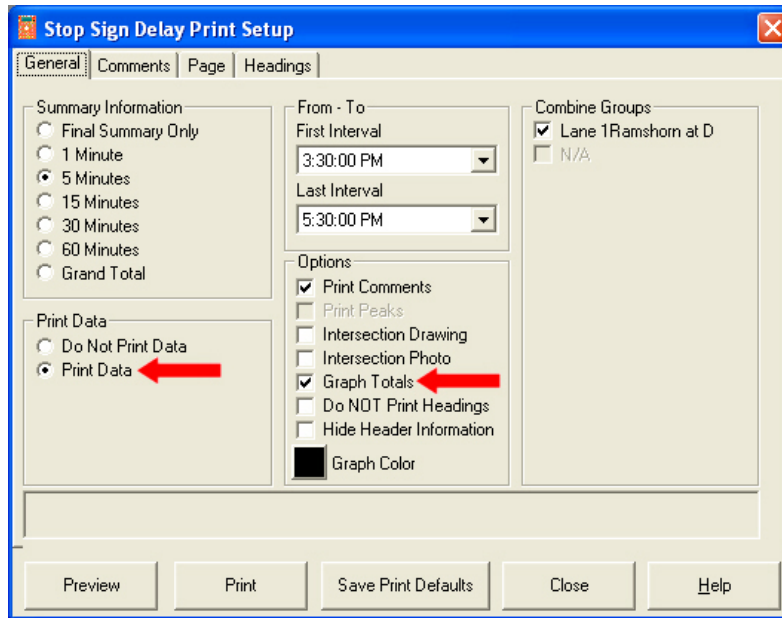 Stop Sign Delay Print Setup
General
Comments
Page
Headings
Summary Information
Final Summary Only
1 Minute
5 Minutes
15 Minutes
30 Minutes
60 Minutes
Grand Total
Print Data
Do Not Print Data
Print Data
From - To
First Interval
3:30:00 PM
Last Interval
5:30:00 PM
Options
Print Comments
Print Peaks
Intersection Drawing
Intersection Photo
Graph Totals
Do NOT Print Headings
Hide Header Information
Graph Color
Combine Groups
Lane 1Ramshorn at D
N/A
Preview
Print
Save Print Defaults
Close
Help